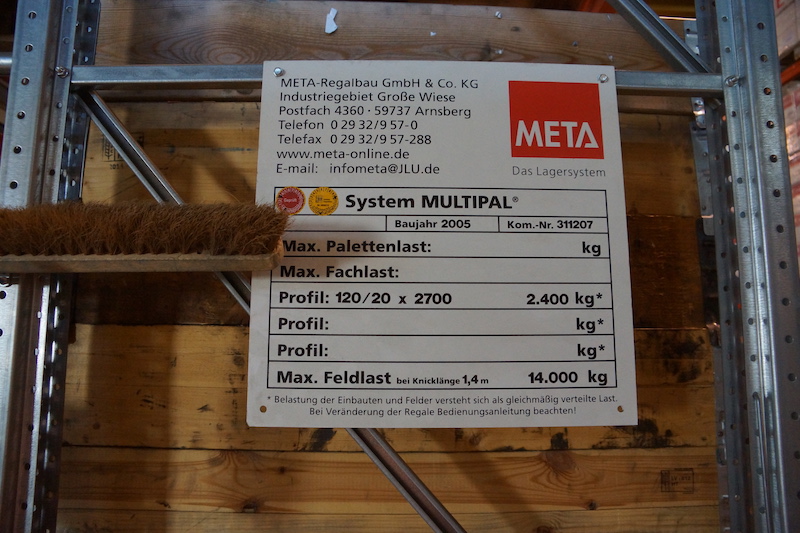 META-Regalbau GmbH & Co. KG
Industriegebiet Große Wiese
Postfach 4360 · 59737 Arnsberg
Telefon 0 29 32/9 57-0
Telefax 0 29 32/9 57-288
www.meta-online.de
E-mail: infometa@JLU.de
META
Das Lagersystem
System MULTIPAL®
Baujahr 2005 Kom.-Nr. 311207
Max. Palettenlast: kg
Max. Fachlast:
Profil: 120/20 x 2700 2.400 kg*
Profil: kg*
Profil: kg*
Max. Feldlast bei Knicklänge 1,4 m 14.000 kg
* Belastung der Einbauten und Felder versteht sich als gleichmäßig verteilte Last.
Bei Veränderung der Regale Bedienungsanleitung beachten!